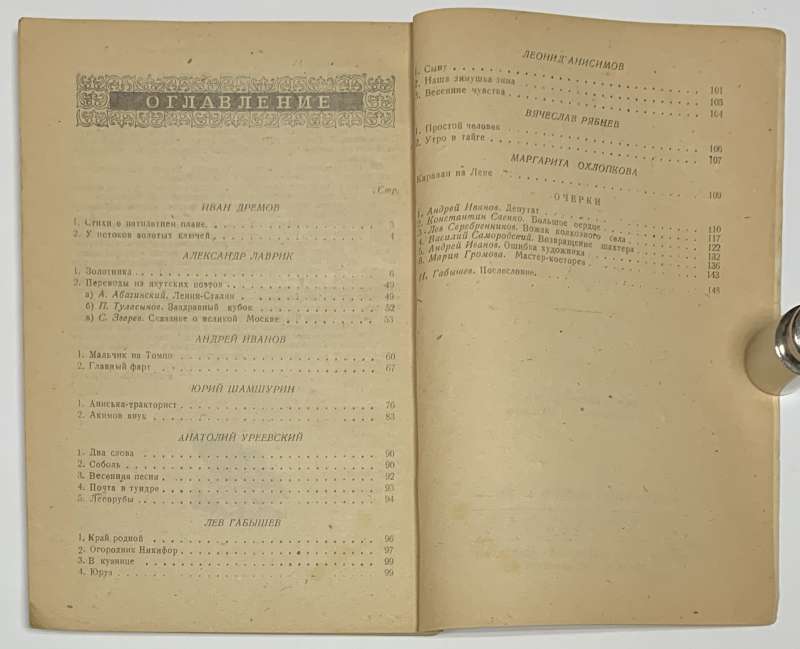 ОГЛАВЛЕНИЕ
Стр.
ИВАН ДРЕМОВ
1. Стихи о пятилетнем плане. 3
2. У потоков золотых ключей. 4
АЛЕКСАНДР ЛАВРИК
1. Золотинка 6
2. Переводы из якутских поэтов 49
а) А. Абагинский. Ленин-Сталин 49
б) П. Туласынов. Заздравный кубок 52
в) С. Зверев. Сказание о великой Москве 53
АНДРЕЙ ИВАНОВ
1. Мальчик на Томпо 60
2. Главный фарт 67
ЮРИЙ ШАМШУРИН
1. Аниська-тракторист 76
2. Акимов внук 83
АНАТОЛИЙ УРЕЕВСКИЙ
1. Два слова 90
2. Соболь 90
3. Весенняя песня 92
4. Почта в тундре 93
5. Лесорубы 94
ЛЕВ ГАБЫШЕВ
1. Край родной 96
2. Огородник Никифор 97
3. В кузнице 99
4. Юруэ 99
ЛЕОНИД АНИСИМОВ
1. Сыну 101
2. Наша зимушка зима 103
3. Весенние чувства 104
ВЯЧЕСЛАВ РЯБНЕВ
1. Простой человек 106
2. Утро в тайге 107
МАРГАРИТА ОХЛОПКОВА
Караван на Лене 109
ОЧЕРКИ
1. Андрей Иванов. Депутат 110
2. Константин Саенко. Большое сердце 117
3. Лев Серебренников. Вожак колхозного села 122
4. Василий Самородский. Возвращение шахтера 132
5. Андрей Иванов. Ошибка художника 136
6. Мария Громова. Мастер-косторез 143
Н. Габышев. Послесловие. 148